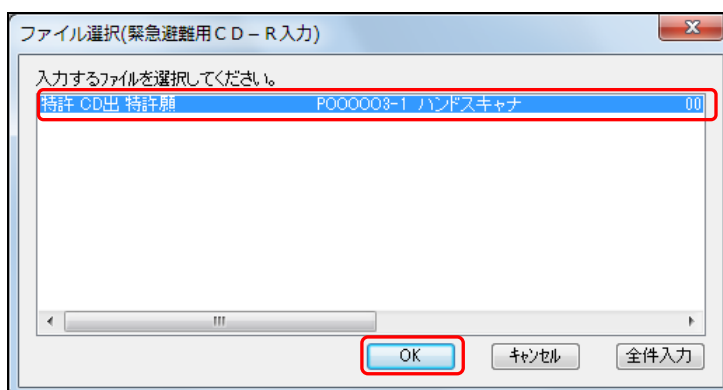 ファイル選択(緊急避難用ＣＤ－Ｒ入力)
入力するファイルを選択してください。
特許 CD出 特許願 P000003-1 ハンドスキャナ 00
OK キャンセル 全件入力